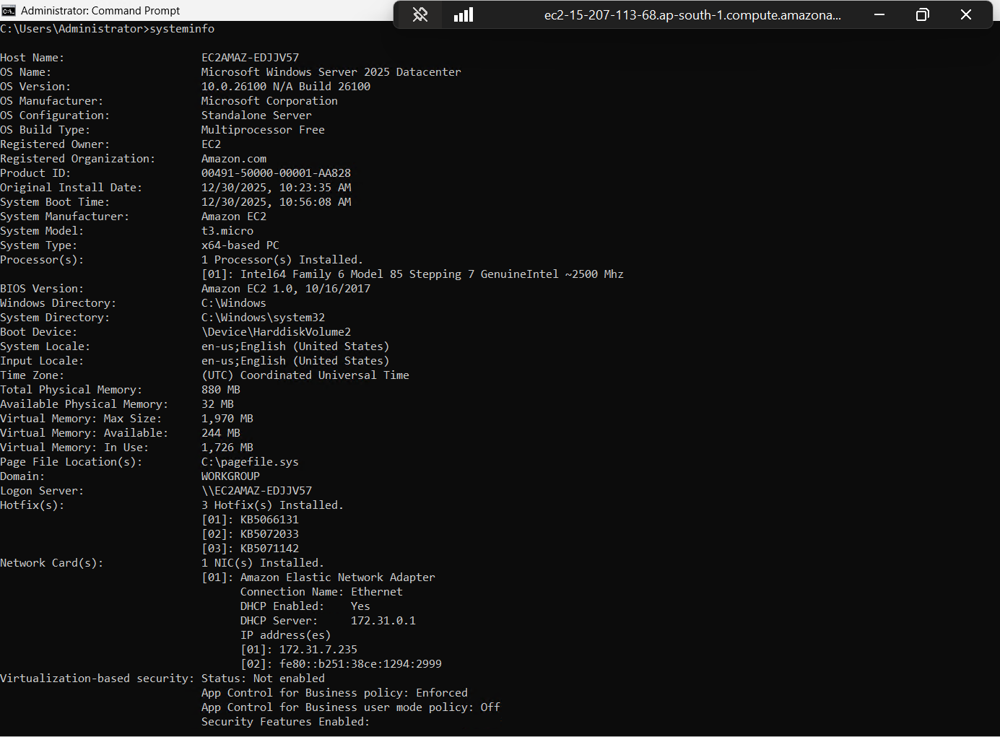 Administrator: Command Prompt
ec2-15-207-113-68.ap-south-1.compute.amazona...
C:\Users\Administrator>systeminfo
Host Name: EC2AMAZ-EDJJV57
OS Name: Microsoft Windows Server 2025 Datacenter
OS Version: 10.0.26100 N/A Build 26100
OS Manufacturer: Microsoft Corporation
OS Configuration: Standalone Server
OS Build Type: Multiprocessor Free
Registered Owner: EC2
Registered Organization: Amazon.com
Product ID: 00491-50000-00001-AA828
Original Install Date: 12/30/2025, 10:23:35 AM
System Boot Time: 12/30/2025, 10:56:08 AM
System Manufacturer: Amazon EC2
System Model: t3.micro
System Type: x64-based PC
Processor(s): 1 Processor(s) Installed.
[01]: Intel64 Family 6 Model 85 Stepping 7 GenuineIntel ~2500 Mhz
BIOS Version: Amazon EC2 1.0, 10/16/2017
Windows Directory: C:\Windows
System Directory: C:\Windows\system32
Boot Device: \Device\HarddiskVolume2
System Locale: en-us;English (United States)
Input Locale: en-us;English (United States)
Time Zone: (UTC) Coordinated Universal Time
Total Physical Memory: 880 MB
Available Physical Memory: 32 MB
Virtual Memory: Max Size: 1,970 MB
Virtual Memory: Available: 244 MB
Virtual Memory: In Use: 1,726 MB
Page File Location(s): C:\pagefile.sys
Domain: WORKGROUP
Logon Server: \\EC2AMAZ-EDJJV57
Hotfix(s): 3 Hotfix(s) Installed.
[01]: KB5066131
[02]: KB5072033
[03]: KB5071142
Network Card(s): 1 NIC(s) Installed.
[01]: Amazon Elastic Network Adapter
Connection Name: Ethernet
DHCP Enabled: Yes
DHCP Server: 172.31.0.1
IP address(es)
[01]: 172.31.7.235
[02]: fe80::b251:38ce:1294:2999
Virtualization-based security: Status: Not enabled
App Control for Business policy: Enforced
App Control for Business user mode policy: Off
Security Features Enabled: